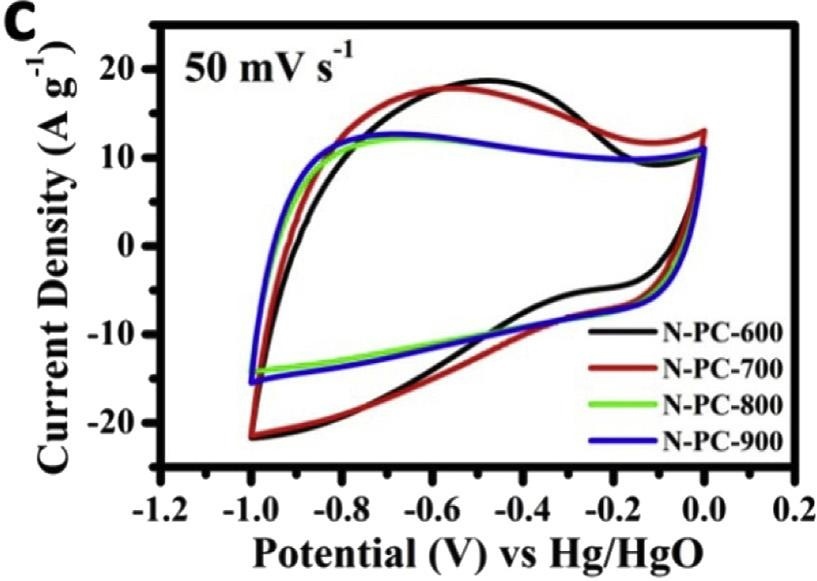 c
50 mV s⁻¹
Current Density (A g⁻¹)
20
10
0
-10
-20
N-PC-600
N-PC-700
N-PC-800
N-PC-900
-1.2 -1.0 -0.8 -0.6 -0.4 -0.2 0.0 0.2
Potential (V) vs Hg/HgO